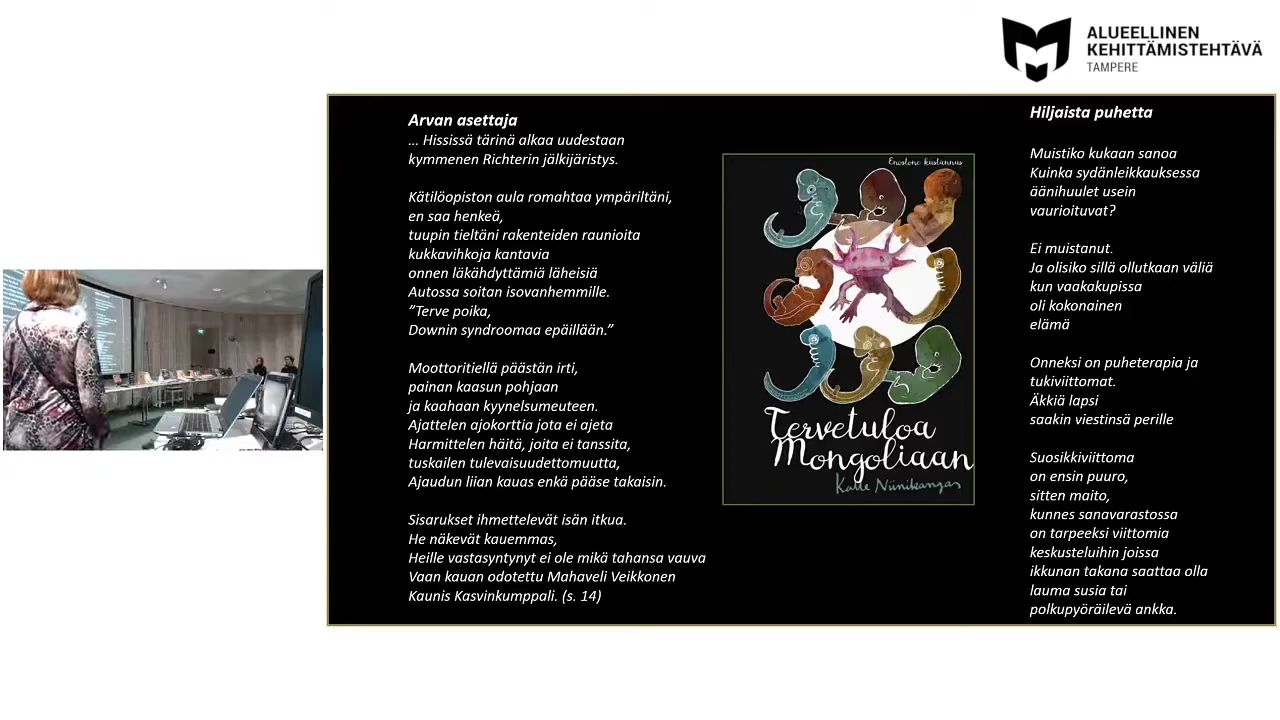 ALUEELLINEN
KEHITTÄMISTEHTÄVÄ
TAMPERE
Arvan asettaja
... Hississä tärinä alkaa uudestaan
kymmenen Richterin jälkijäristys.
Kätilöopiston aula romahtaa ympäriltäni,
en saa henkeä,
tuupin tieltäni rakenteiden raunioita
kukkavihkoja kantavia
onnen läkähdyttämiä läheisiä
Autossa soitan isovanhemmille.
”Terve poika,
Downin syndroomaa epäillään.”
Moottoritiellä päästän irti,
painan kaasun pohjaan
ja kaahaan kyynelsumeuteen.
Ajattelen ajokorttia jota ei ajeta
Harmittelen häitä, joita ei tanssita,
tuskailen tulevaisuudettomuutta,
Ajaudun liian kauas enkä pääse takaisin.
Sisarukset ihmettelevät isän itkua.
He näkevät kauemmas,
Heille vastasyntynyt ei ole mikä tahansa vauva
Vaan kauan odotettu Mahaveli Veikkonen
Kaunis Kasvinkumppali. (s. 14)
Enostone kustannus
Tervetuloa
Mongoliaan
Kalle Niinikangas
Hiljaista puhetta
Muistiko kukaan sanoa
Kuinka sydänleikkauksessa
äänihuulet usein
vaurioituvat?
Ei muistanut.
Ja olisiko sillä ollutkaan väliä
kun vaakakupissa
oli kokonainen
elämä
Onneksi on puheterapia ja
tukiviittomat.
Äkkiä lapsi
saakin viestinsä perille
Suosikkiviittoma
on ensin puuro,
sitten maito,
kunnes sanavarastossa
on tarpeeksi viittomia
keskusteluihin joissa
ikkunan takana saattaa olla
lauma susia tai
polkupyöräilevä ankka.